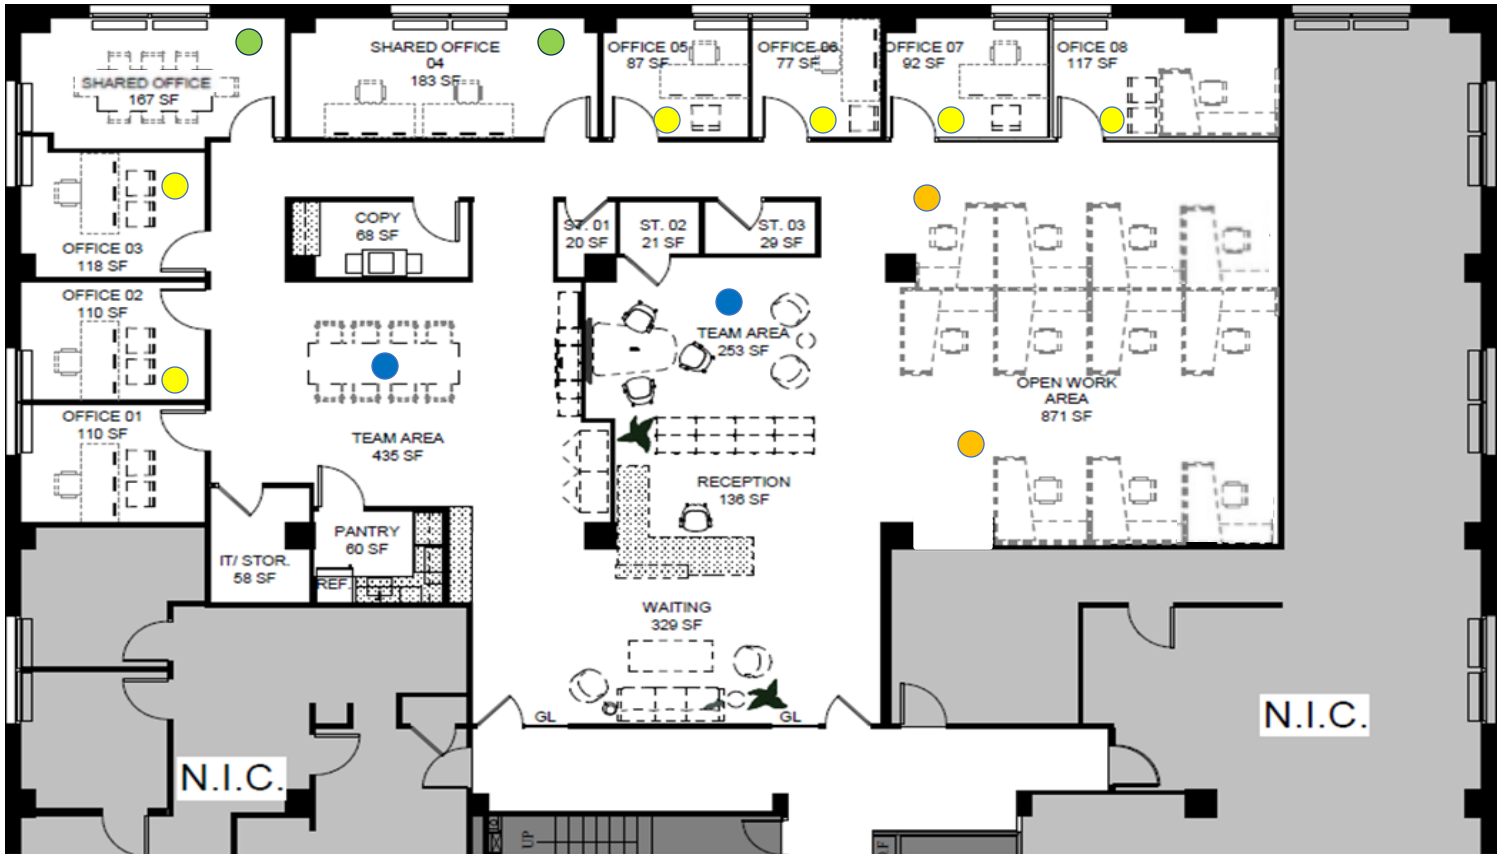 SHARED OFFICE
167 SF
SHARED OFFICE
04
183 SF
OFFICE 05
87 SF
OFFICE 06
77 SF
OFFICE 07
92 SF
OFICE 08
117 SF
OFFICE 03
118 SF
COPY
68 SF
ST. 01
20 SF
ST. 02
21 SF
ST. 03
29 SF
OFFICE 02
110 SF
TEAM AREA
253 SF
OPEN WORK
AREA
871 SF
OFFICE 01
110 SF
TEAM AREA
435 SF
RECEPTION
136 SF
PANTRY
60 SF
IT/ STOR.
58 SF
REF.
WAITING
329 SF
GL
GL
N.I.C.
N.I.C.
UP